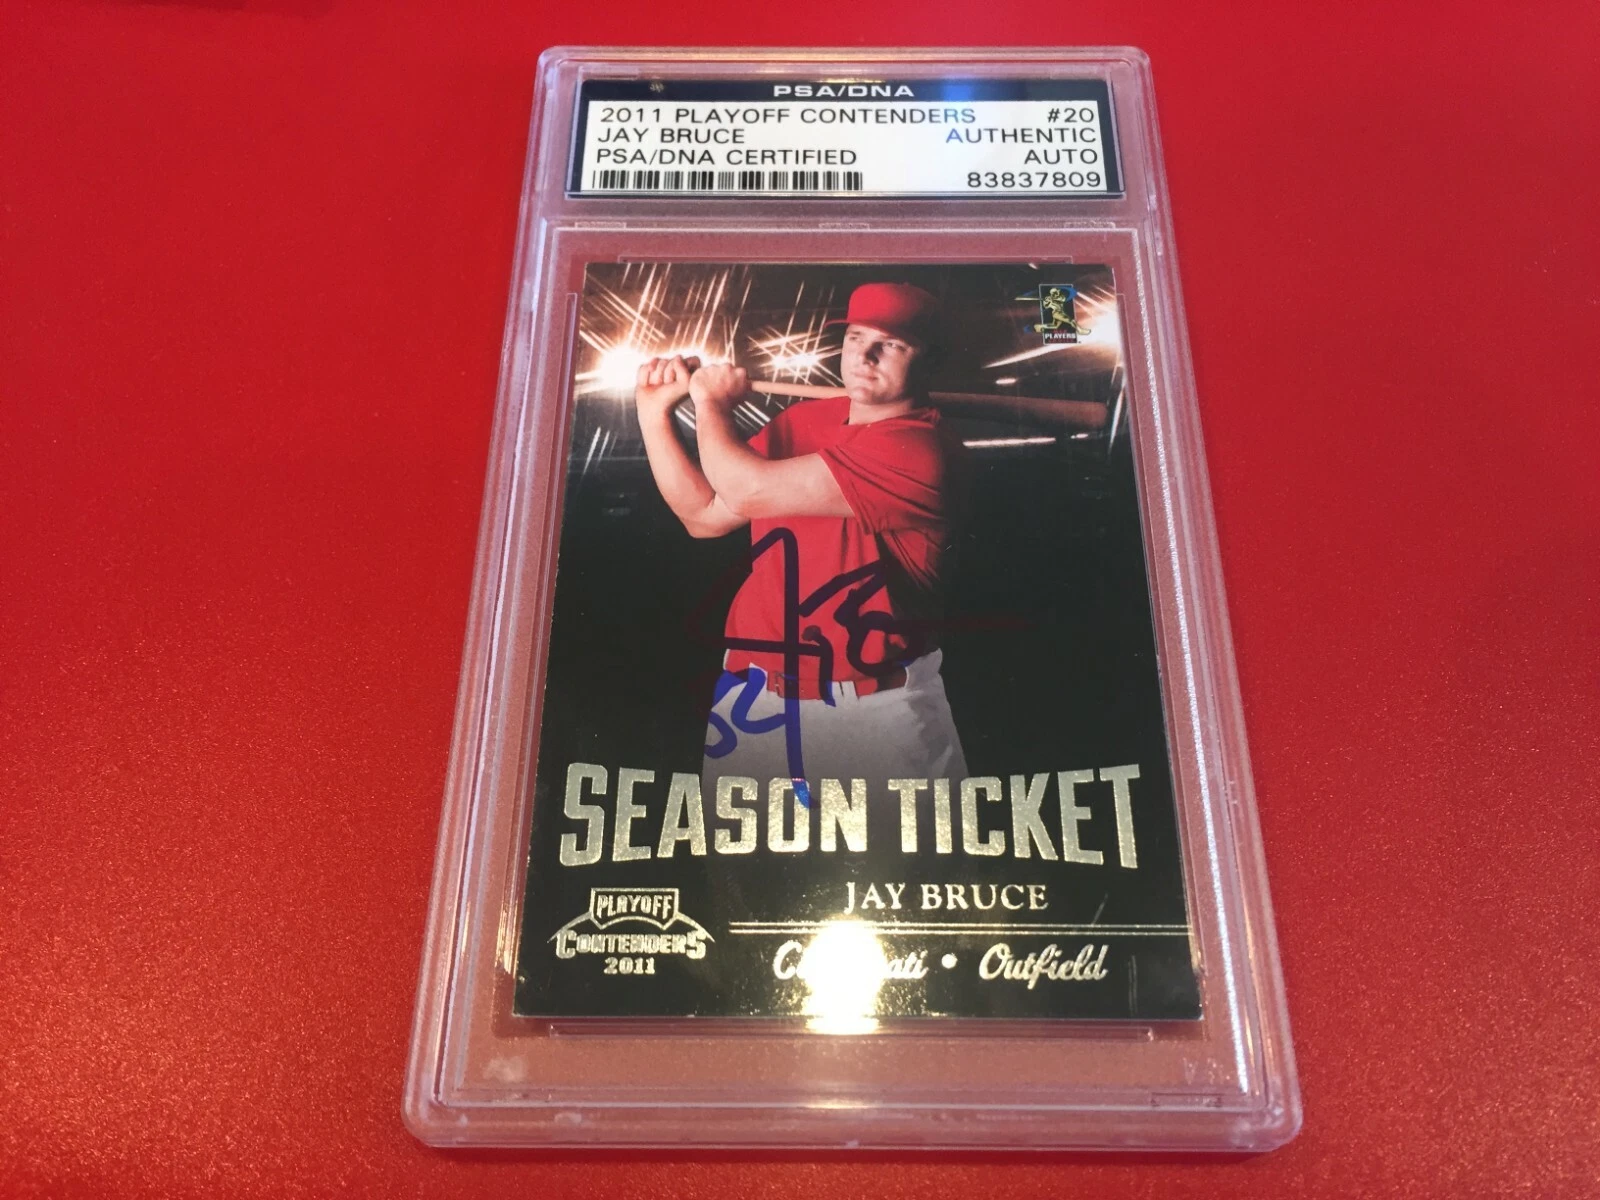 PSA/DNA
2011 PLAYOFF CONTENDERS #20
JAY BRUCE AUTHENTIC
PSA/DNA CERTIFIED AUTO
83837809
PLAYERS
32
SEASON TICKET
JAY BRUCE
PLAYOFF
CONTENDERS
2011
• Outfield